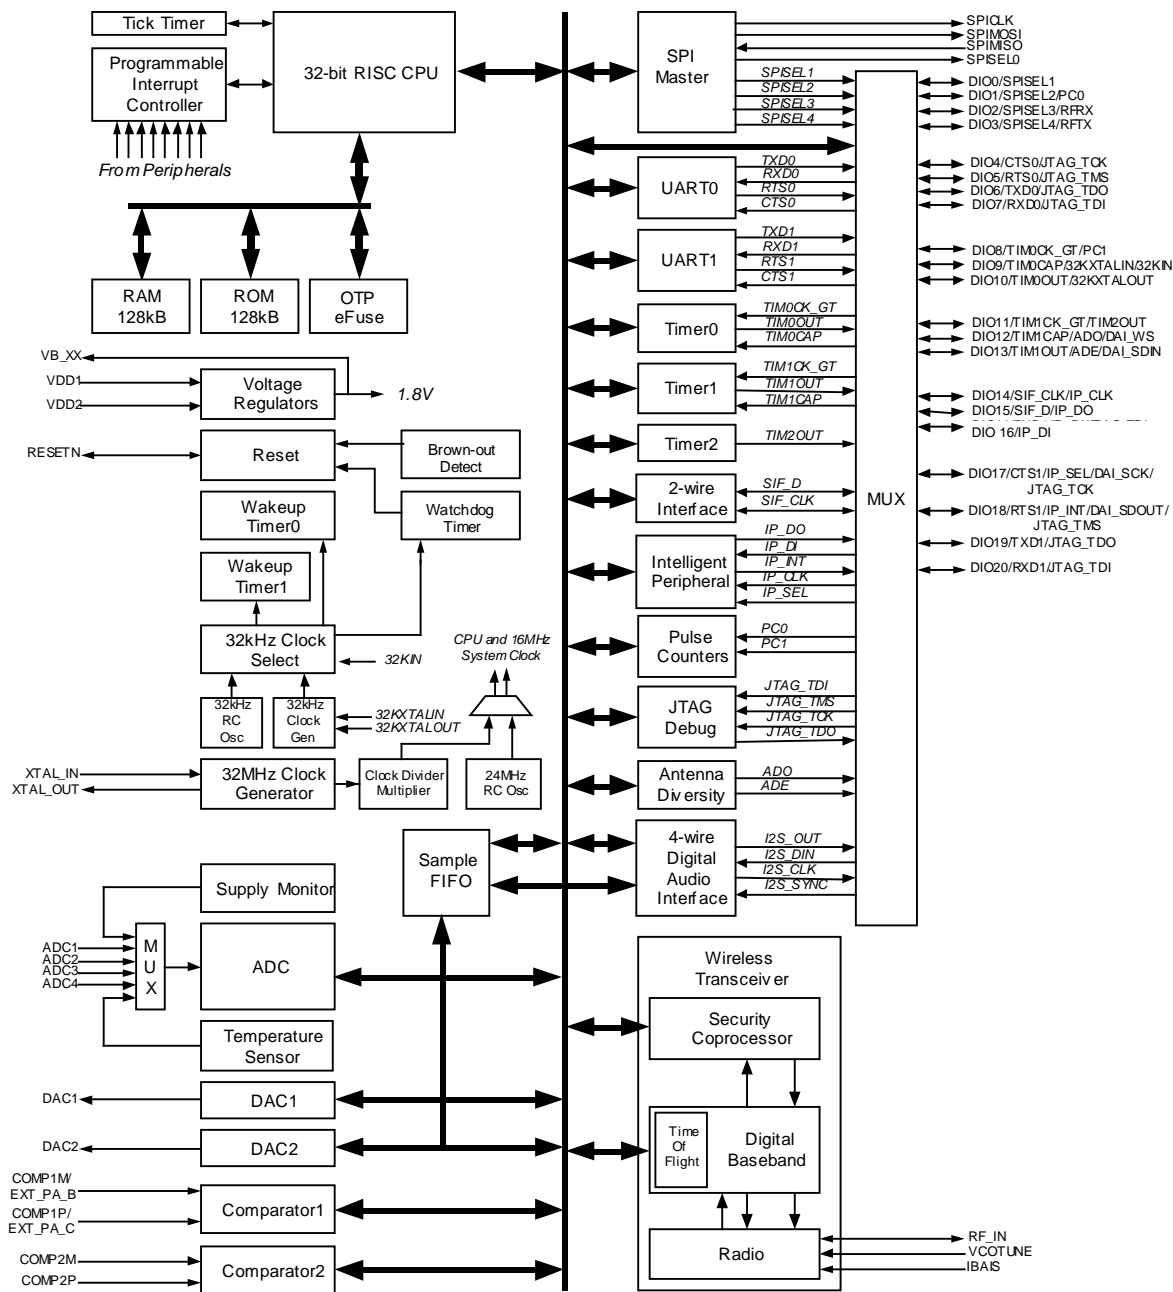 Tick Timer
Programmable
Interrupt
Controller
From Peripherals
32-bit RISC CPU
RAM
128kB
ROM
128kB
OTP
eFuse
VB_XX
VDD1
VDD2
Voltage
Regulators
1.8V
RESETN
Reset
Brown-out
Detect
Wakeup
Timer0
Watchdog
Timer
Wakeup
Timer1
32kHz Clock
Select
32KIN
CPU and 16MHz
System Clock
32kHz
RC
Osc
32kHz
Clock
Gen
32KXTALIN
32KXTALOUT
XTAL_IN
XTAL_OUT
32MHz Clock
Generator
Clock Divider
Multiplier
24MHz
RC Osc
Sample
FIFO
Supply Monitor
ADC1
ADC2
ADC3
ADC4
M
U
X
ADC
Temperature
Sensor
DAC1
DAC1
DAC2
DAC2
COMP1M/
EXT_PA_B
COMP1P/
EXT_PA_C
Comparator1
COMP2M
COMP2P
Comparator2
SPI
Master
SPICLK
SPIMOSI
SPIMISO
SPISEL0
SPISEL1
SPISEL2
SPISEL3
SPISEL4
UART0
TXD0
RXD0
RTS0
CTS0
UART1
TXD1
RXD1
RTS1
CTS1
Timer0
TIM0CK_GT
TIM0OUT
TIM0CAP
Timer1
TIM1CK_GT
TIM1OUT
TIM1CAP
Timer2
TIM2OUT
2-wire
Interface
SIF_D
SIF_CLK
Intelligent
Peripheral
IP_DO
IP_DI
IP_INT
IP_CLK
IP_SEL
Pulse
Counters
PC0
PC1
JTAG
Debug
JTAG_TDI
JTAG_TMS
JTAG_TCK
JTAG_TDO
Antenna
Diversity
ADO
ADE
4-wire
Digital
Audio
Interface
I2S_OUT
I2S_DIN
I2S_CLK
I2S_SYNC
MUX
DIO0/SPISEL1
DIO1/SPISEL2/PC0
DIO2/SPISEL3/RFRX
DIO3/SPISEL4/RFTX
DIO4/CTS0/JTAG_TCK
DIO5/RTS0/JTAG_TMS
DIO6/TXD0/JTAG_TDO
DIO7/RXD0/JTAG_TDI
DIO8/TIM0CK_GT/PC1
DIO9/TIM0CAP/32KXTALIN/32KIN
DIO10/TIM0OUT/32KXTALOUT
DIO11/TIM1CK_GT/TIM2OUT
DIO12/TIM1CAP/ADO/DAI_WS
DIO13/TIM1OUT/ADE/DAI_SDIN
DIO14/SIF_CLK/IP_CLK
DIO15/SIF_D/IP_DO
DIO 16/IP_DI
DIO17/CTS1/IP_SEL/DAI_SCK/
JTAG_TCK
DIO18/RTS1/IP_INT/DAI_SDOUT/
JTAG_TMS
DIO19/TXD1/JTAG_TDO
DIO20/RXD1/JTAG_TDI
Wireless
Transceiver
Security
Coprocessor
Time
Of
Flight
Digital
Baseband
Radio
RF_IN
VCOTUNE
IBAIS